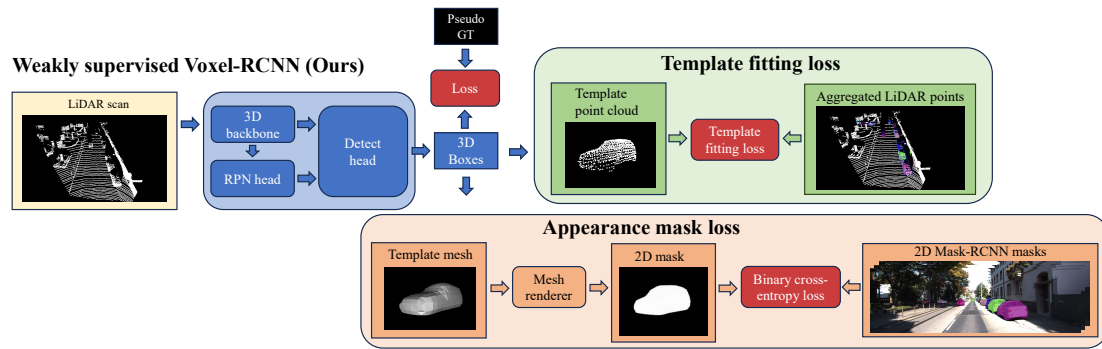 Pseudo
GT
Weakly supervised Voxel-RCNN (Ours)
Loss
LiDAR scan
3D
backbone
RPN head
Detect
head
3D
Boxes
Template fitting loss
Template
point cloud
Template
fitting loss
Aggregated LiDAR points
Appearance mask loss
Template mesh
Mesh
renderer
2D mask
Binary cross-
entropy loss
2D Mask-RCNN masks